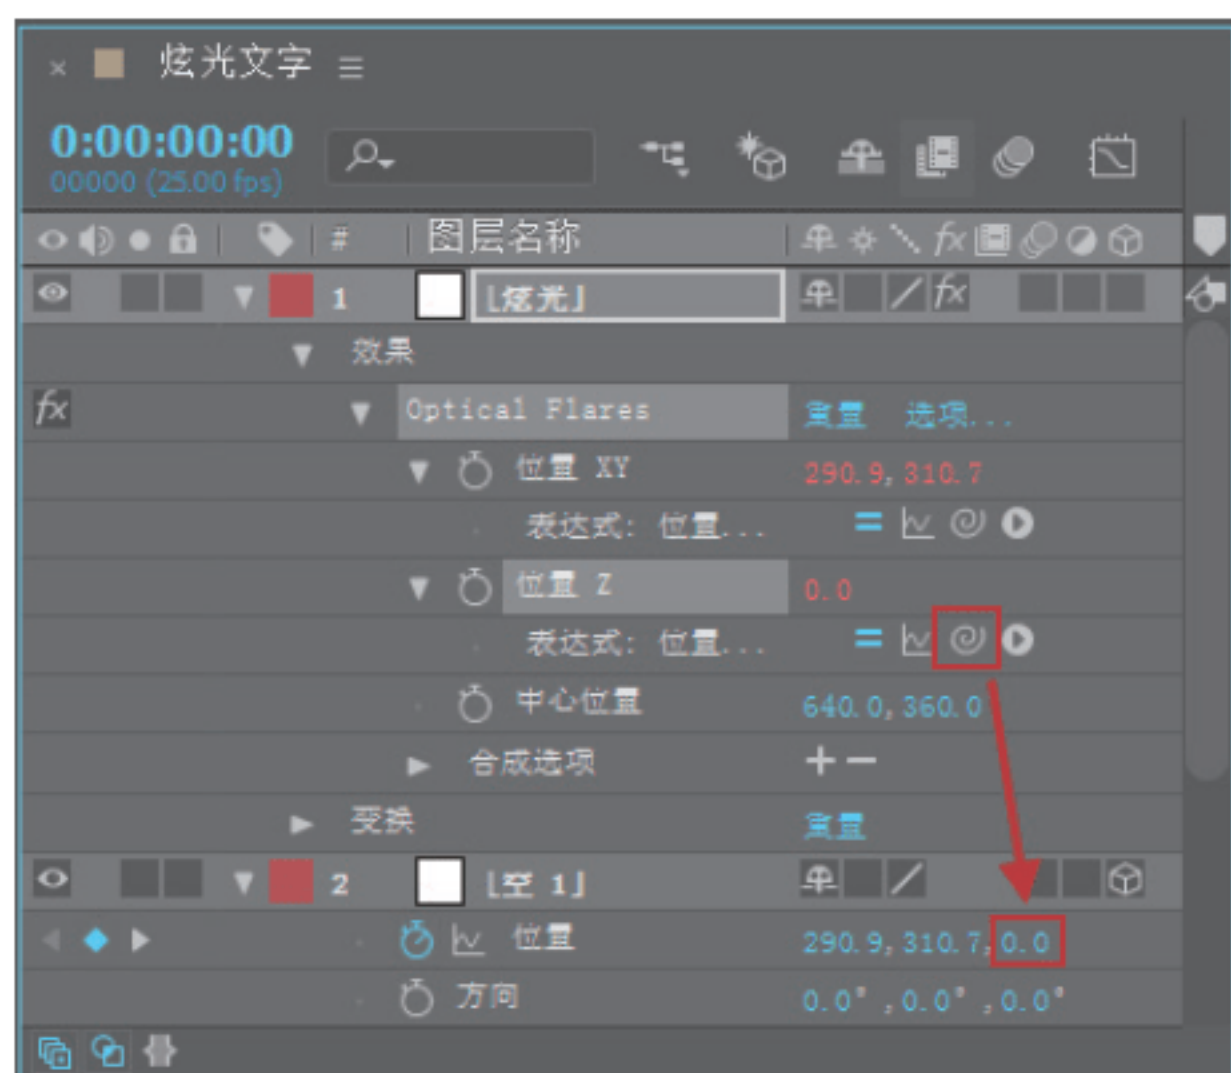 × 炫光文字
0:00:00:00
00000 (25.00 fps)
# 图层名称 fx
1 [炫光] fx
效果
fx Optical Flares 重置 选项...
位置 XY 290.9, 310.7
表达式: 位置...
位置 Z 0.0
表达式: 位置...
中心位置 640.0, 360.0
合成选项 + −
变换 重置
2 [空 1]
位置 290.9, 310.7, 0.0
方向 0.0°, 0.0°, 0.0°